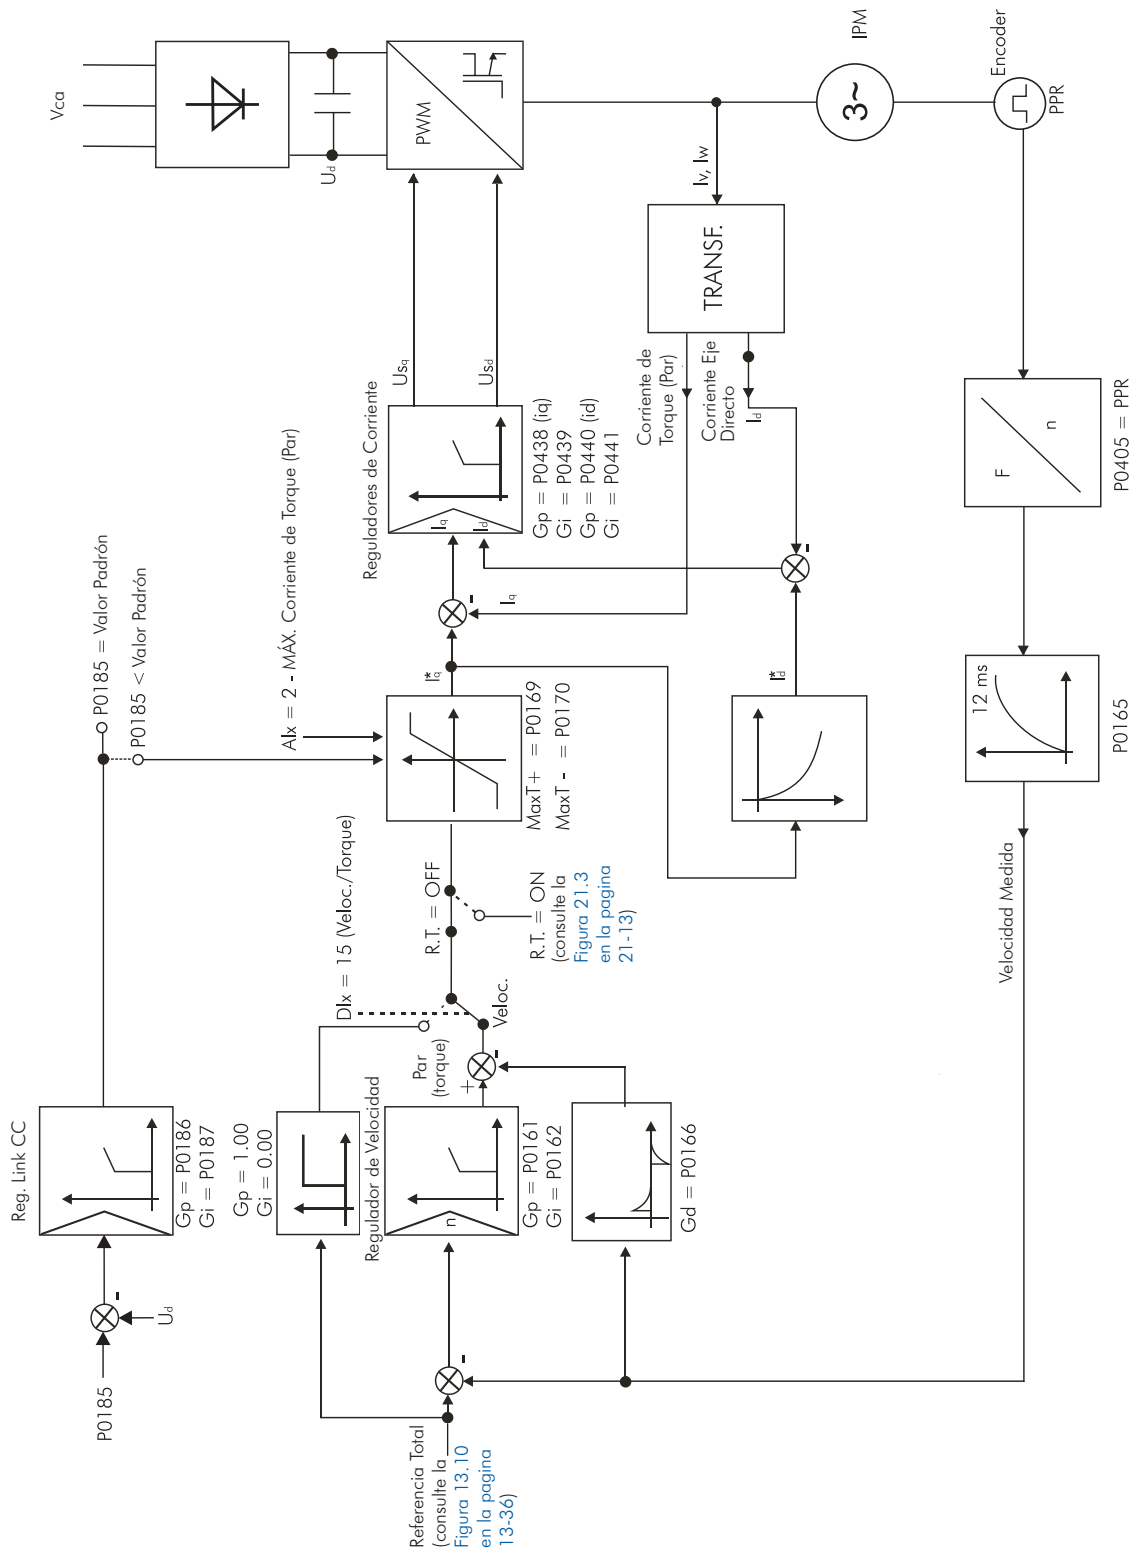 P0185
Ud
Reg. Link CC
Gp = P0186
Gi = P0187
P0185 = Valor Padrón
P0185 < Valor Padrón
AIx = 2 - MÁX. Corriente de Torque (Par)
Vca
Ud
PWM
Gp = 1.00
Gi = 0.00
Regulador de Velocidad
n
Gp = P0161
Gi = P0162
Gd = P0166
Par
(torque)
+
-
DIx = 15 (Veloc./Torque)
Veloc.
R.T. = OFF
R.T. = ON
(consulte la
Figura 21.3
en la pagina
21-13)
MaxT+ = P0169
MaxT - = P0170
I*q
Iq
-
Reguladores de Corriente
Iq
Id
Gp = P0438 (iq)
Gi = P0439
Gp = P0440 (id)
Gi = P0441
Usq
Usd
I*d
-
Corriente de
Torque (Par)
Corriente Eje
Directo
Id
TRANSF.
Iv, Iw
3~
IPM
Encoder
PPR
F
n
P0405 = PPR
12 ms
P0165
Velocidad Medida
Referencia Total
(consulte la
Figura 13.10
en la pagina
13-36)
-
-